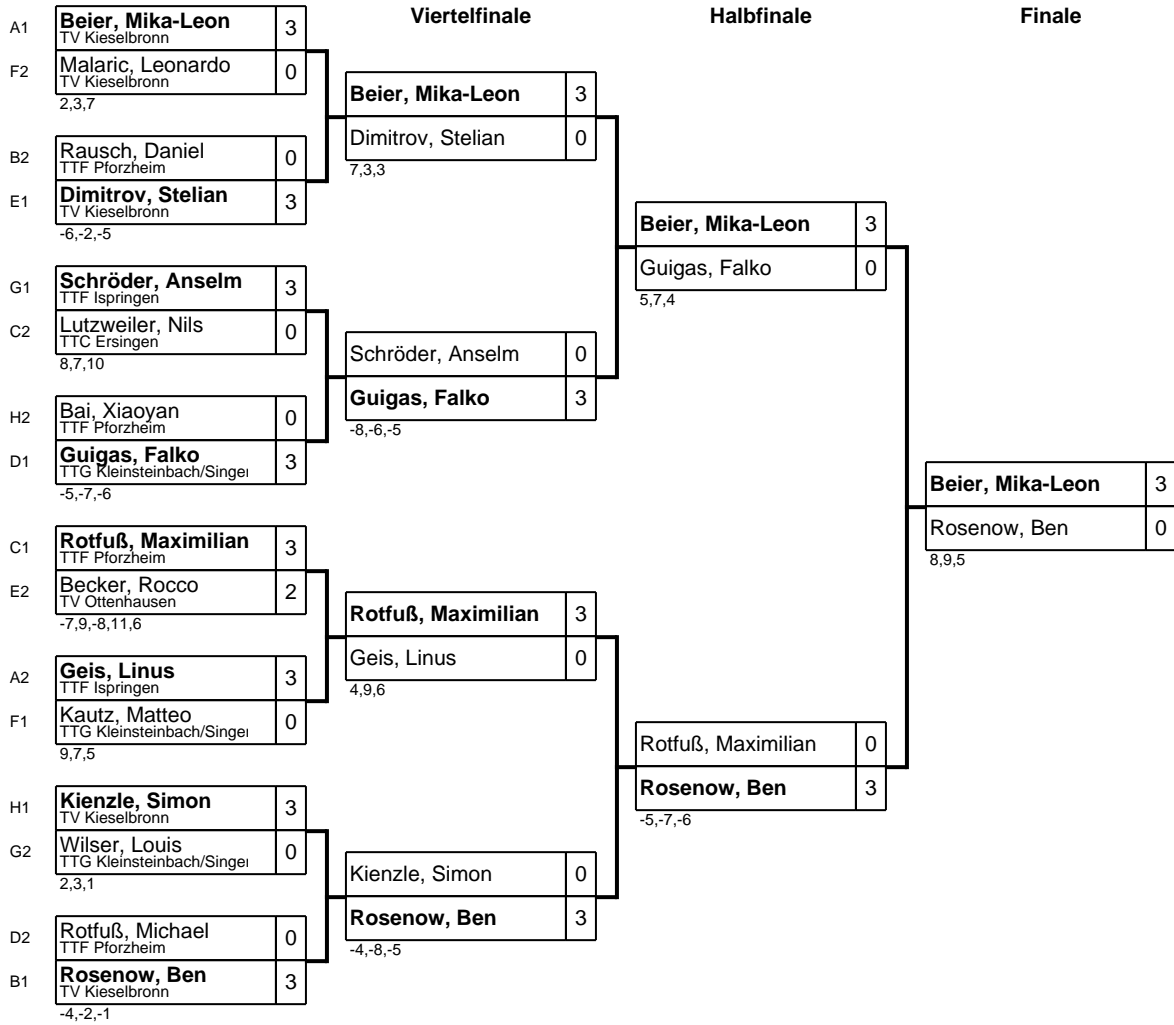 Viertelfinale
Halbfinale
Finale
A1
Beier, Mika-Leon 3
TV Kieselbronn
F2
Malaric, Leonardo 0
TV Kieselbronn
2,3,7
B2
Rausch, Daniel 0
TTF Pforzheim
E1
Dimitrov, Stelian 3
TV Kieselbronn
-6,-2,-5
G1
Schröder, Anselm 3
TTF Ispringen
C2
Lutzweiler, Nils 0
TTC Ersingen
8,7,10
H2
Bai, Xiaoyan 0
TTF Pforzheim
D1
Guigas, Falko 3
TTG Kleinsteinbach/Singer
-5,-7,-6
C1
Rotfuß, Maximilian 3
TTF Pforzheim
E2
Becker, Rocco 2
TV Ottenhausen
-7,9,-8,11,6
A2
Geis, Linus 3
TTF Ispringen
F1
Kautz, Matteo 0
TTG Kleinsteinbach/Singer
9,7,5
H1
Kienzle, Simon 3
TV Kieselbronn
G2
Wilser, Louis 0
TTG Kleinsteinbach/Singer
2,3,1
D2
Rotfuß, Michael 0
TTF Pforzheim
B1
Rosenow, Ben 3
TV Kieselbronn
-4,-2,-1
Beier, Mika-Leon 3
Dimitrov, Stelian 0
7,3,3
Schröder, Anselm 0
Guigas, Falko 3
-8,-6,-5
Rotfuß, Maximilian 3
Geis, Linus 0
4,9,6
Kienzle, Simon 0
Rosenow, Ben 3
-4,-8,-5
Beier, Mika-Leon 3
Guigas, Falko 0
5,7,4
Rotfuß, Maximilian 0
Rosenow, Ben 3
-5,-7,-6
Beier, Mika-Leon 3
Rosenow, Ben 0
8,9,5